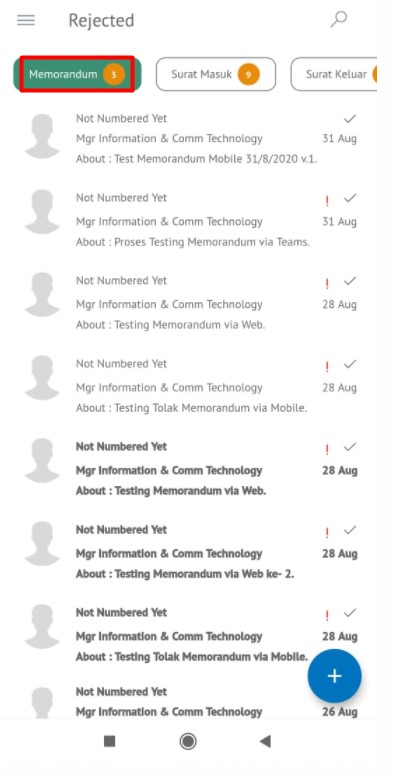 Rejected
Memorandum 3
Surat Masuk 9
Surat Keluar
Not Numbered Yet
Mgr Information & Comm Technology 31 Aug
About : Test Memorandum Mobile 31/8/2020 v.1.
Not Numbered Yet !
Mgr Information & Comm Technology 31 Aug
About : Proses Testing Memorandum via Teams.
Not Numbered Yet !
Mgr Information & Comm Technology 28 Aug
About : Testing Memorandum via Web.
Not Numbered Yet !
Mgr Information & Comm Technology 28 Aug
About : Testing Tolak Memorandum via Mobile.
Not Numbered Yet !
Mgr Information & Comm Technology 28 Aug
About : Testing Memorandum via Web.
Not Numbered Yet !
Mgr Information & Comm Technology 28 Aug
About : Testing Memorandum via Web ke- 2.
Not Numbered Yet !
Mgr Information & Comm Technology 28 Aug
About : Testing Tolak Memorandum via Mobile.
Not Numbered Yet
Mgr Information & Comm Technology 26 Aug